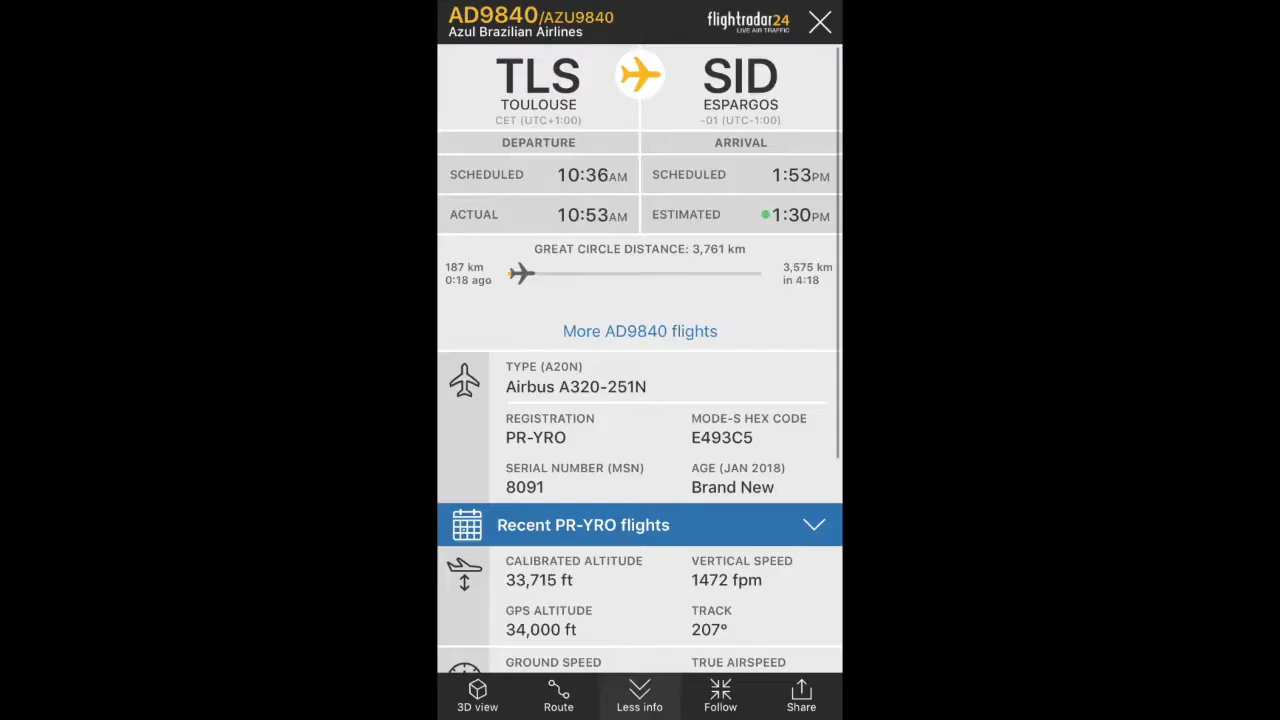 AD9840/AZU9840
Azul Brazilian Airlines
flightradar24
LIVE AIR TRAFFIC
TLS
TOULOUSE
CET (UTC+1:00)
SID
ESPARGOS
-01 (UTC-1:00)
DEPARTURE ARRIVAL
SCHEDULED 10:36AM SCHEDULED 1:53PM
ACTUAL 10:53AM ESTIMATED 1:30PM
GREAT CIRCLE DISTANCE: 3,761 km
187 km
0:18 ago
3,575 km
in 4:18
More AD9840 flights
TYPE (A20N)
Airbus A320-251N
REGISTRATION MODE-S HEX CODE
PR-YRO E493C5
SERIAL NUMBER (MSN) AGE (JAN 2018)
8091 Brand New
Recent PR-YRO flights
CALIBRATED ALTITUDE VERTICAL SPEED
33,715 ft 1472 fpm
GPS ALTITUDE TRACK
34,000 ft 207°
GROUND SPEED TRUE AIRSPEED
3D view Route Less info Follow Share